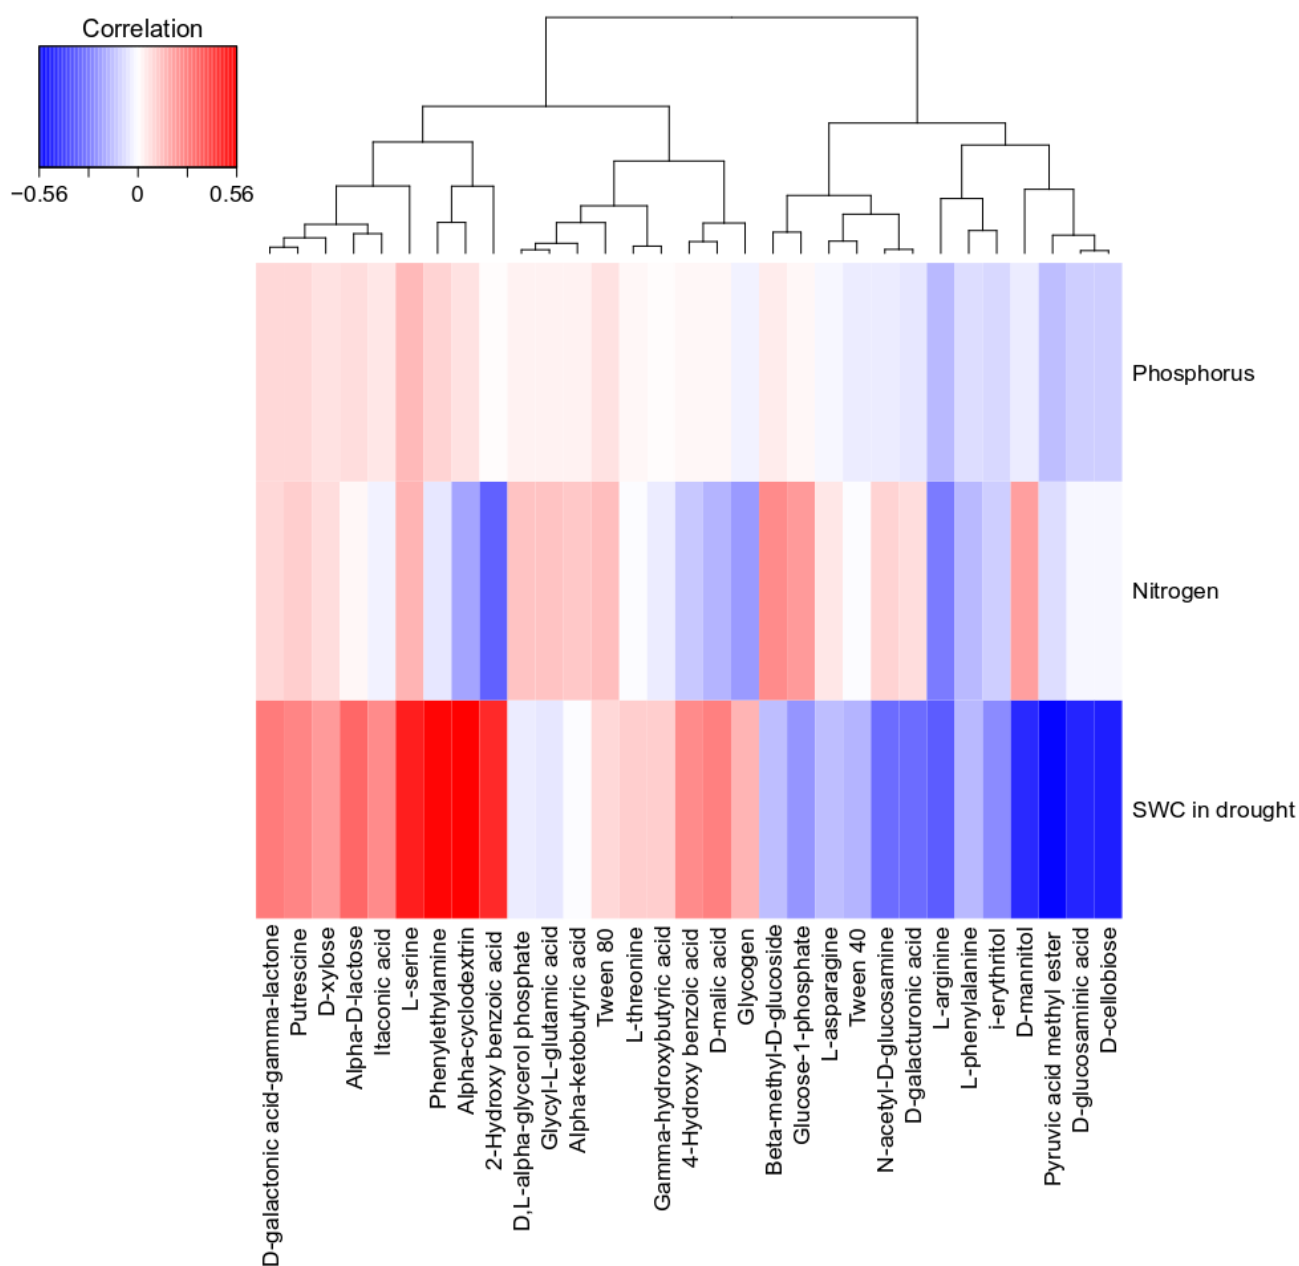 Correlation
−0.56 0 0.56
Phosphorus
Nitrogen
SWC in drought
D-galactonic acid-gamma-lactone
Putrescine
D-xylose
Alpha-D-lactose
Itaconic acid
L-serine
Phenylethylamine
Alpha-cyclodextrin
2-Hydroxy benzoic acid
D,L-alpha-glycerol phosphate
Glycyl-L-glutamic acid
Alpha-ketobutyric acid
Tween 80
L-threonine
Gamma-hydroxybutyric acid
4-Hydroxy benzoic acid
D-malic acid
Glycogen
Beta-methyl-D-glucoside
Glucose-1-phosphate
L-asparagine
Tween 40
N-acetyl-D-glucosamine
D-galacturonic acid
L-arginine
L-phenylalanine
i-erythritol
D-mannitol
Pyruvic acid methyl ester
D-glucosaminic acid
D-cellobiose